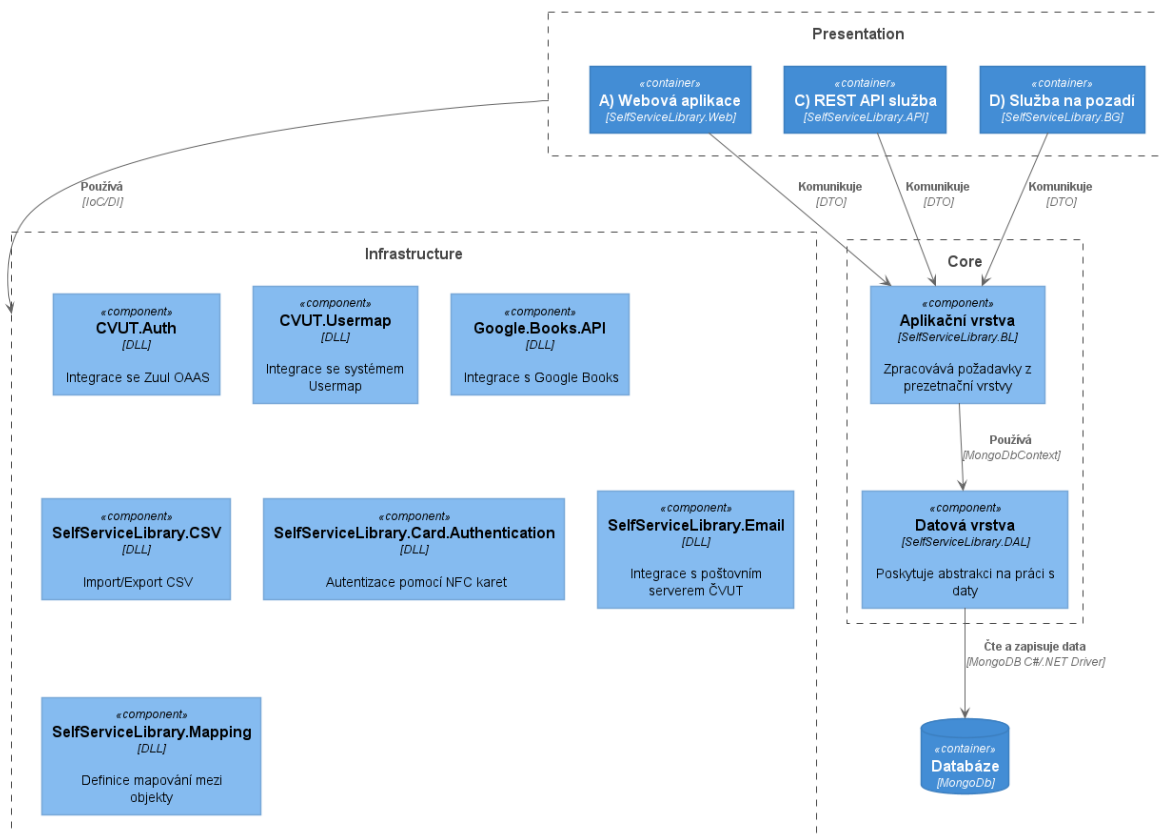 Presentation
«container»
A) Webová aplikace
[SelfServiceLibrary.Web]
«container»
C) REST API služba
[SelfServiceLibrary.API]
«container»
D) Služba na pozadí
[SelfServiceLibrary.BG]
Používá
[IoC/DI]
Komunikuje
[DTO]
Komunikuje
[DTO]
Komunikuje
[DTO]
Infrastructure
«component»
CVUT.Auth
[DLL]
Integrace se Zuul OAAS
«component»
CVUT.Usermap
[DLL]
Integrace se systémem
Usermap
«component»
Google.Books.API
[DLL]
Integrace s Google Books
«component»
SelfServiceLibrary.CSV
[DLL]
Import/Export CSV
«component»
SelfServiceLibrary.Card.Authentication
[DLL]
Autentizace pomocí NFC karet
«component»
SelfServiceLibrary.Email
[DLL]
Integrace s poštovním
serverem ČVUT
«component»
SelfServiceLibrary.Mapping
[DLL]
Definice mapování mezi
objekty
Core
«component»
Aplikační vrstva
[SelfServiceLibrary.BL]
Zpracovává požadavky z
prezetnační vrstvy
Používá
[MongoDbContext]
«component»
Datová vrstva
[SelfServiceLibrary.DAL]
Poskytuje abstrakci na práci s
daty
Čte a zapisuje data
[MongoDB C#/.NET Driver]
«container»
Databáze
[MongoDb]